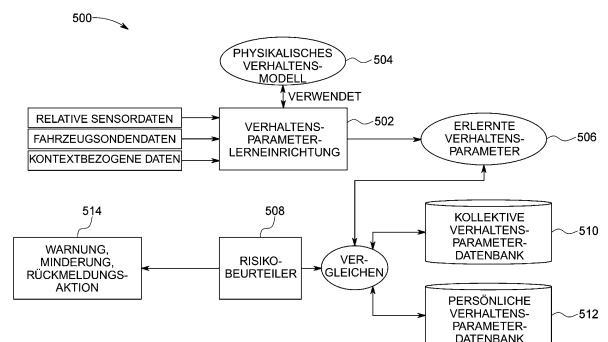 500
PHYSIKALISCHES
VERHALTENS-
MODELL
504
VERWENDET
RELATIVE SENSORDATEN
FAHRZEUGSONDENDATEN
KONTEXTBEZOGENE DATEN
502
VERHALTENS-
PARAMETER-
LERNEINRICHTUNG
ERLERNTE
VERHALTENS-
PARAMETER
506
514
WARNUNG,
MINDERUNG,
RÜCKMELDUNGS-
AKTION
508
RISIKO-
BEURTEILER
VER-
GLEICHEN
KOLLEKTIVE
VERHALTENS-
PARAMETER-
DATENBANK
510
PERSÖNLICHE
VERHALTENS-
PARAMETER-
DATENBANK
512